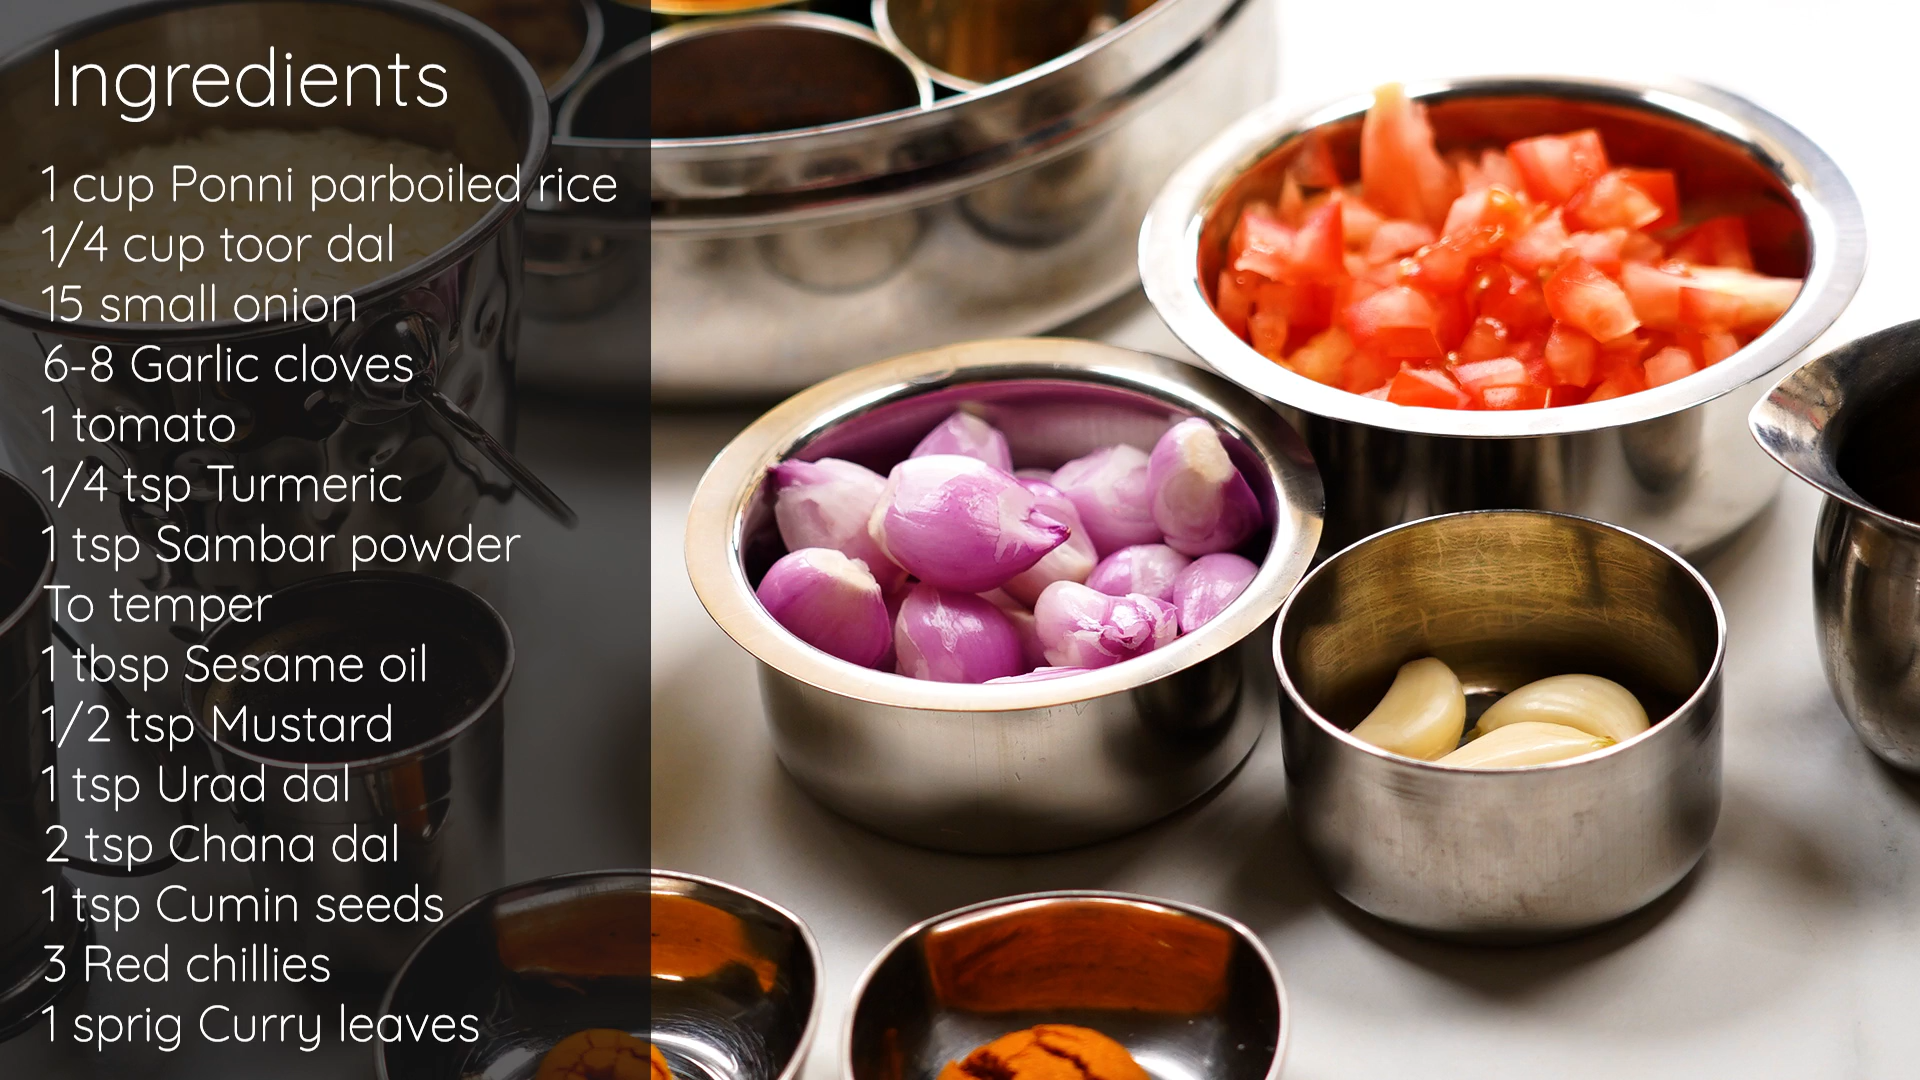 Ingredients
1 cup Ponni parboiled rice
1/4 cup toor dal
15 small onion
6-8 Garlic cloves
1 tomato
1/4 tsp Turmeric
1 tsp Sambar powder
To temper
1 tbsp Sesame oil
1/2 tsp Mustard
1 tsp Urad dal
2 tsp Chana dal
1 tsp Cumin seeds
3 Red chillies
1 sprig Curry leaves